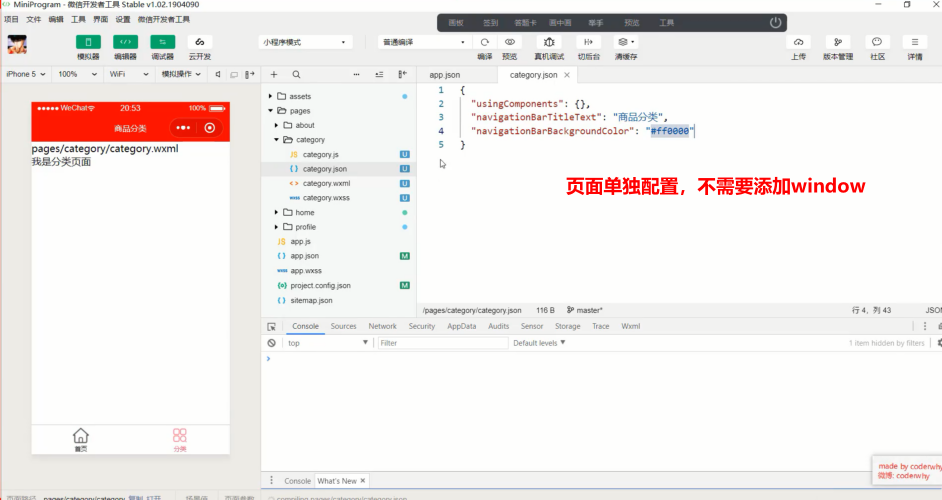 MiniProgram - 微信开发者工具 Stable v1.02.1904090
项目 文件 编辑 工具 界面 设置 微信开发者工具
画板 签到 答题卡 画中画 举手 预览 工具
小程序模式 普通编译
模拟器 编辑器 调试器 云开发 编译 预览 真机调试 切后台 清缓存 上传 版本管理 社区 详情
iPhone 5 100% WiFi 模拟操作
WeChat 20:53 100%
商品分类
pages/category/category.wxml
我是分类页面
首页 分类
assets
pages
about
category
JS category.js U
{ } category.json U
< > category.wxml U
wxss category.wxss U
home
profile
JS app.js
{ } app.json M
wxss app.wxss
{o} project.config.json M
{ } sitemap.json
app.json category.json
1 {
2 "usingComponents": {},
3 "navigationBarTitleText": "商品分类",
4 "navigationBarBackgroundColor": "#ff0000"
5 }
页面单独配置，不需要添加window
/pages/category/category.json 116 B master* 行 4，列 43 JSO
Console Sources Network Security AppData Audits Sensor Storage Trace Wxml
top Filter Default levels 1 item hidden by filters
Console What's New
made by coderwhy
微博: coderwhy
页面路径 pages/category/category 复制 打开 场景值 页面参数 compiling pages/category/category.json